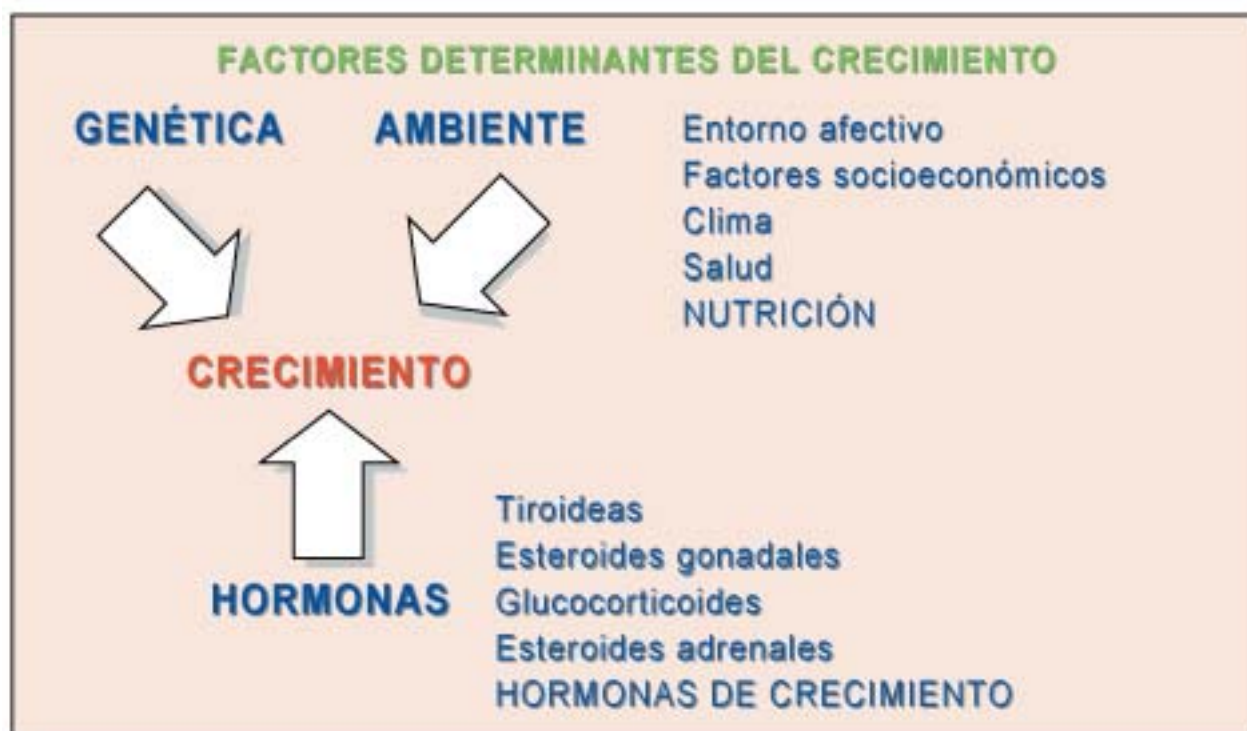 FACTORES DETERMINANTES DEL CRECIMIENTO
GENÉTICA
AMBIENTE
Entorno afectivo
Factores socioeconómicos
Clima
Salud
NUTRICIÓN
CRECIMIENTO
HORMONAS
Tiroideas
Esteroides gonadales
Glucocorticoides
Esteroides adrenales
HORMONAS DE CRECIMIENTO